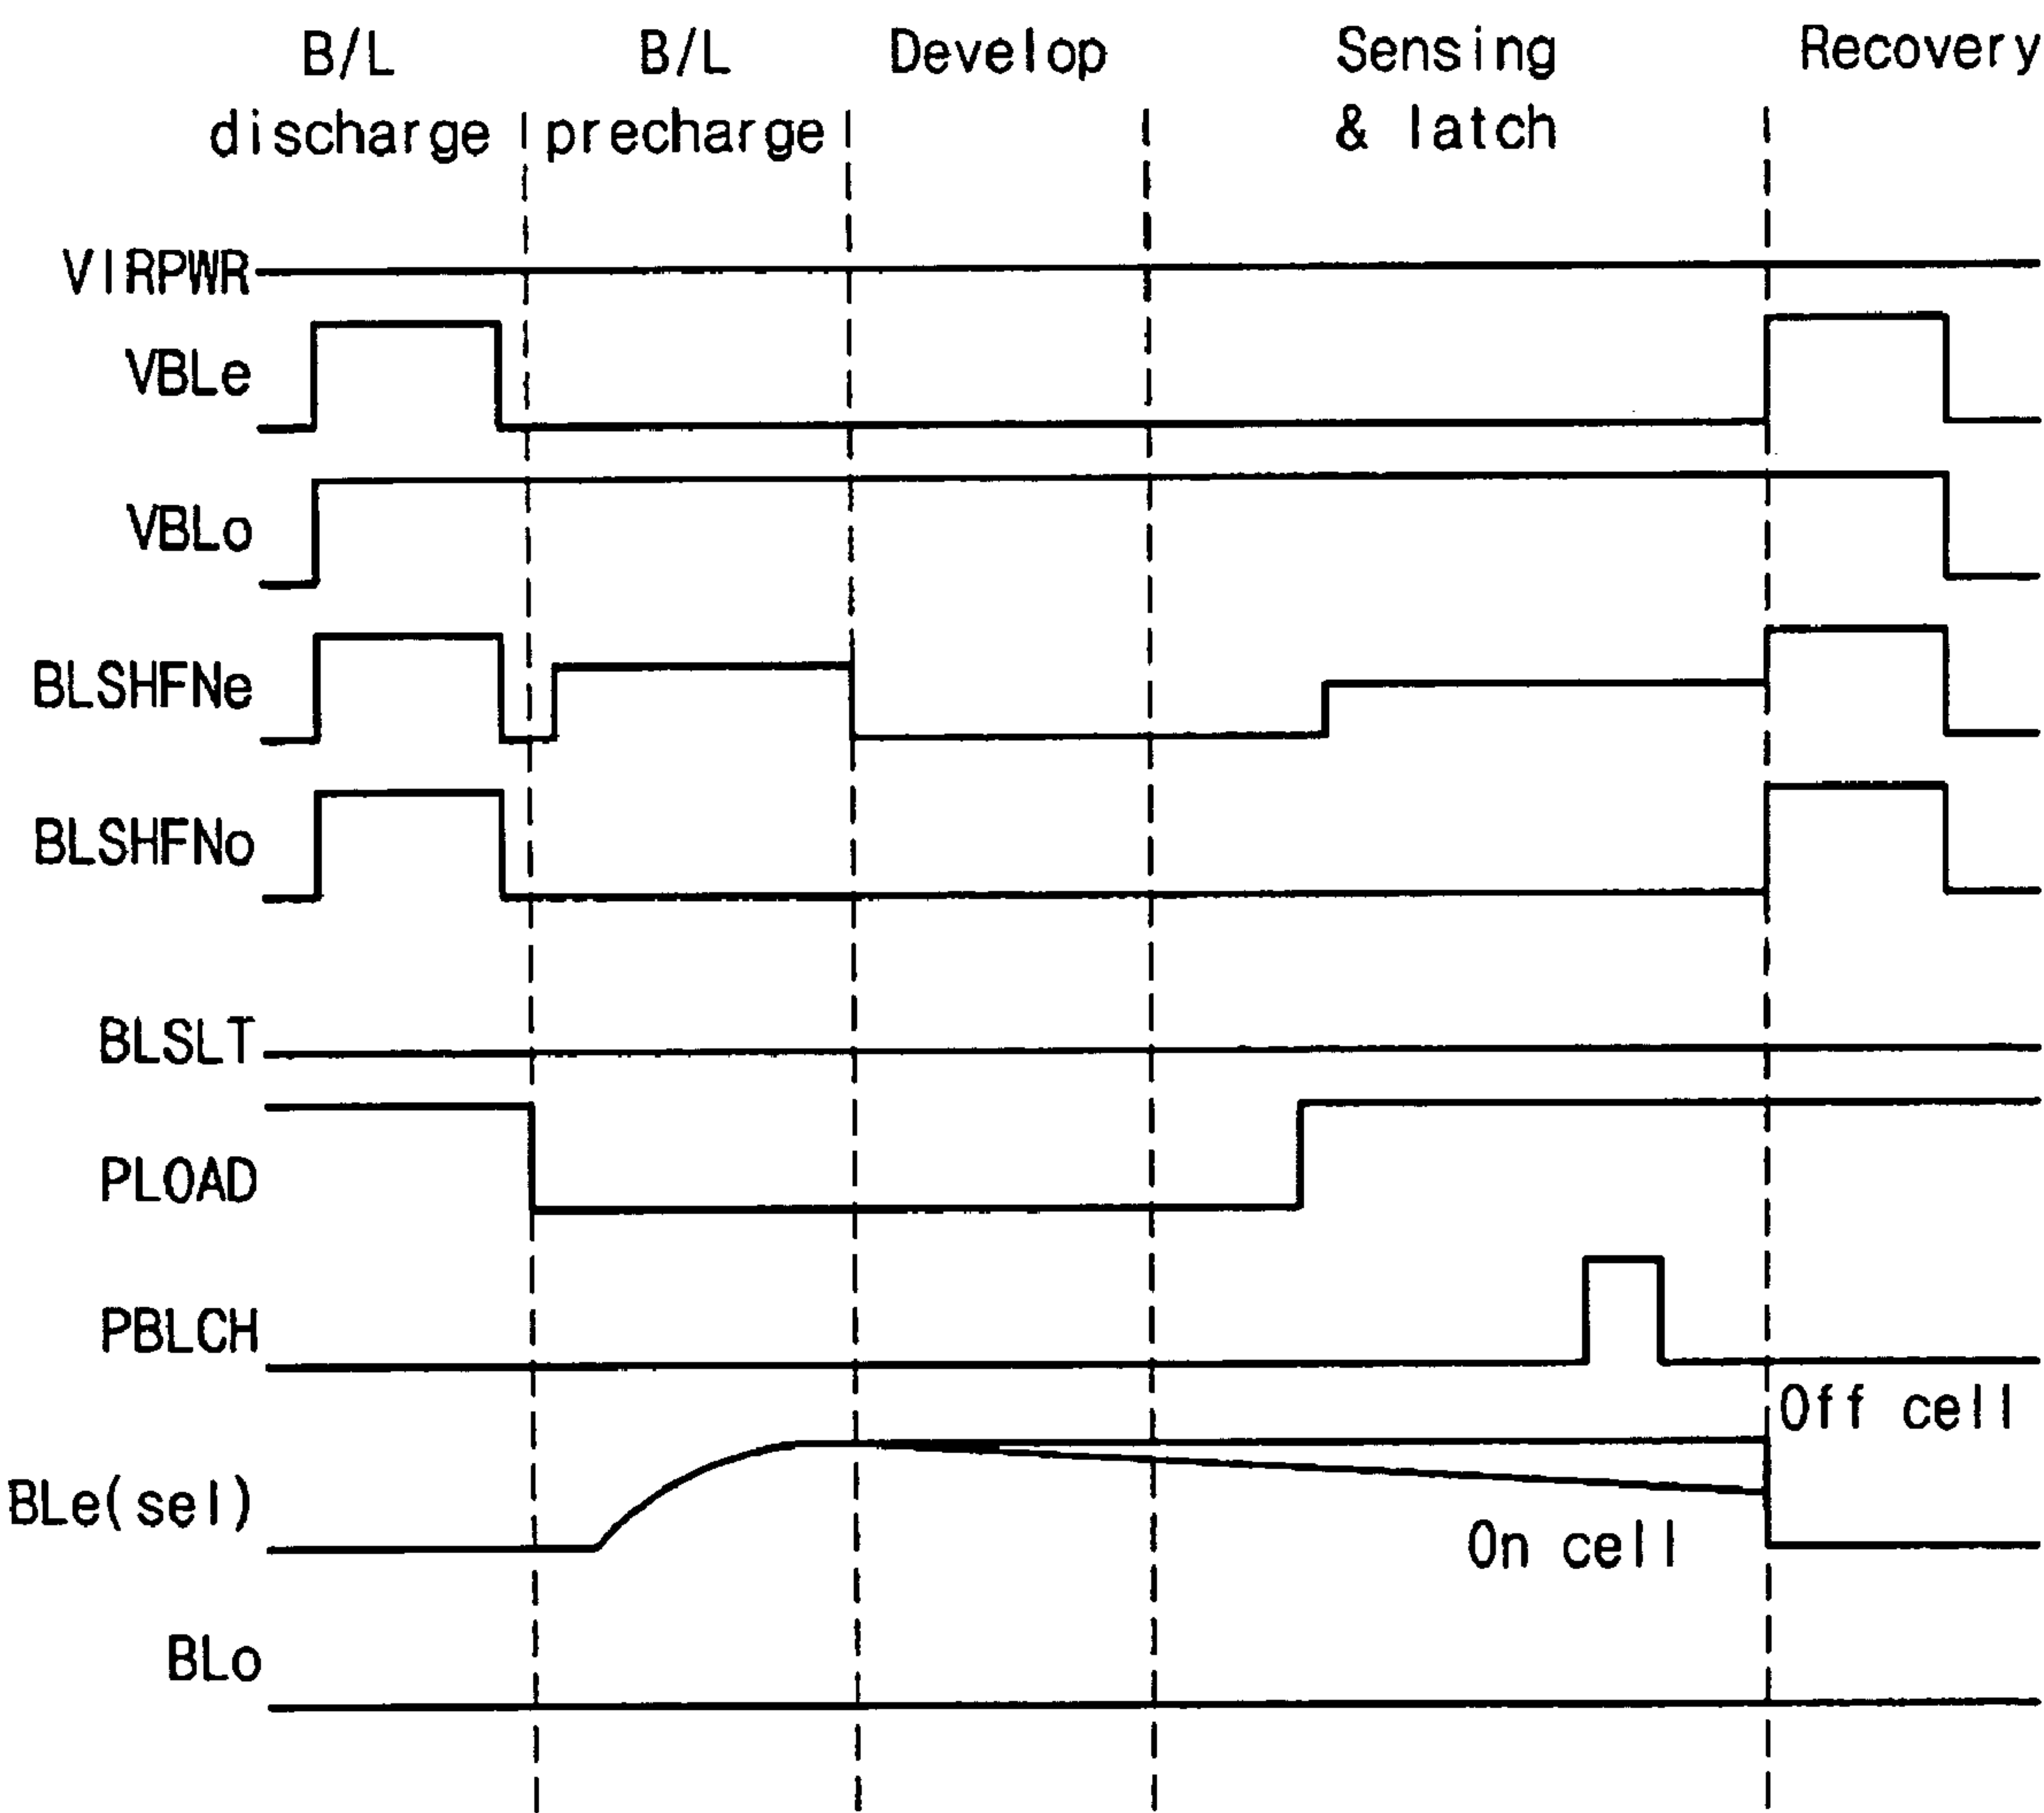 B/L
discharge
B/L
precharge
Develop
Sensing
& latch
Recovery
VIRPWR
VBLe
VBLo
BLSHFNe
BLSHFNo
BLSLT
PLOAD
PBLCH
Off cell
BLe(sel)
On cell
BLo